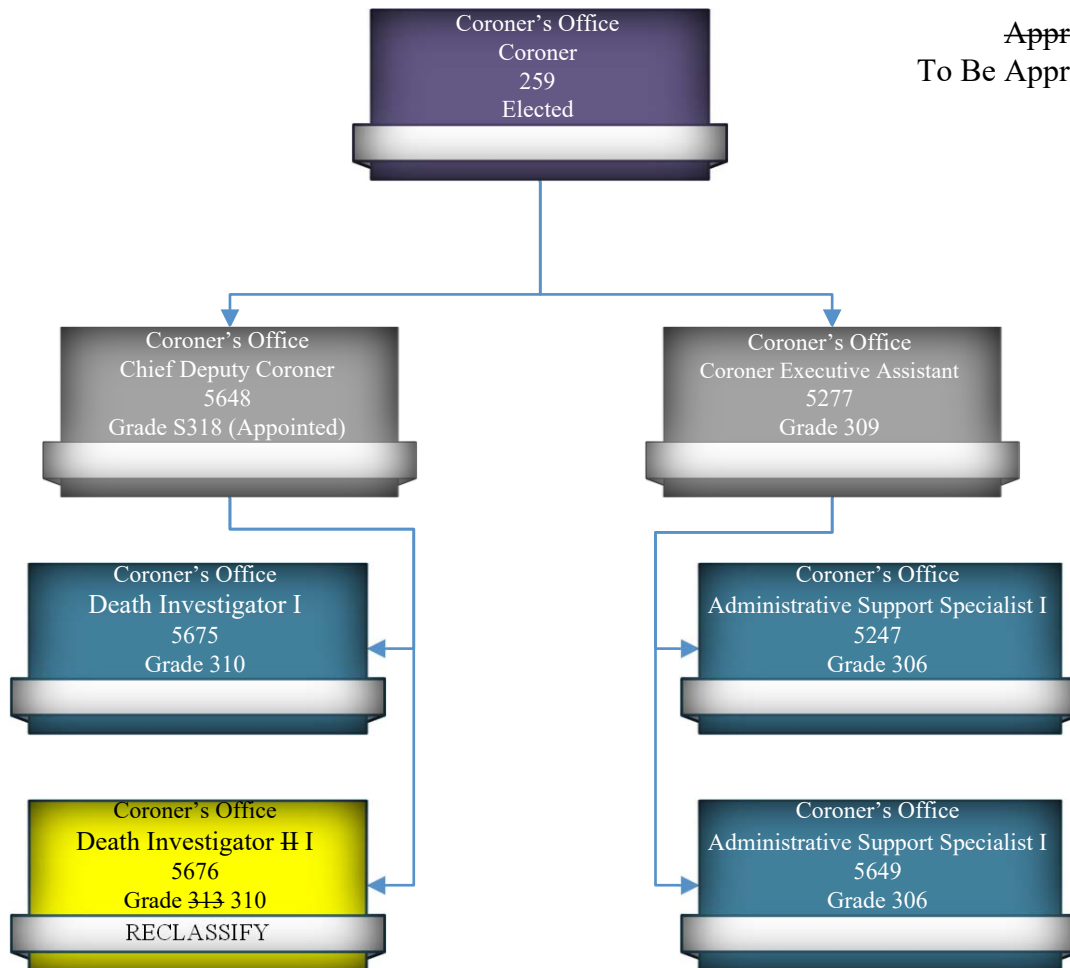 Coroner’s Office
Coroner
259
Elected
To Be
Coroner’s Office
Chief Deputy Coroner
5648
Grade S318 (Appointed)
Coroner’s Office
Coroner Executive Assistant
5277
Grade 309
Coroner’s Office
Death Investigator I
5675
Grade 310
Coroner’s Office
Administrative Support Specialist I
5247
Grade 306
Coroner’s Office
Death Investigator II I
5676
Grade 313 310
RECLASSIFY
Coroner’s Office
Administrative Support Specialist I
5649
Grade 306